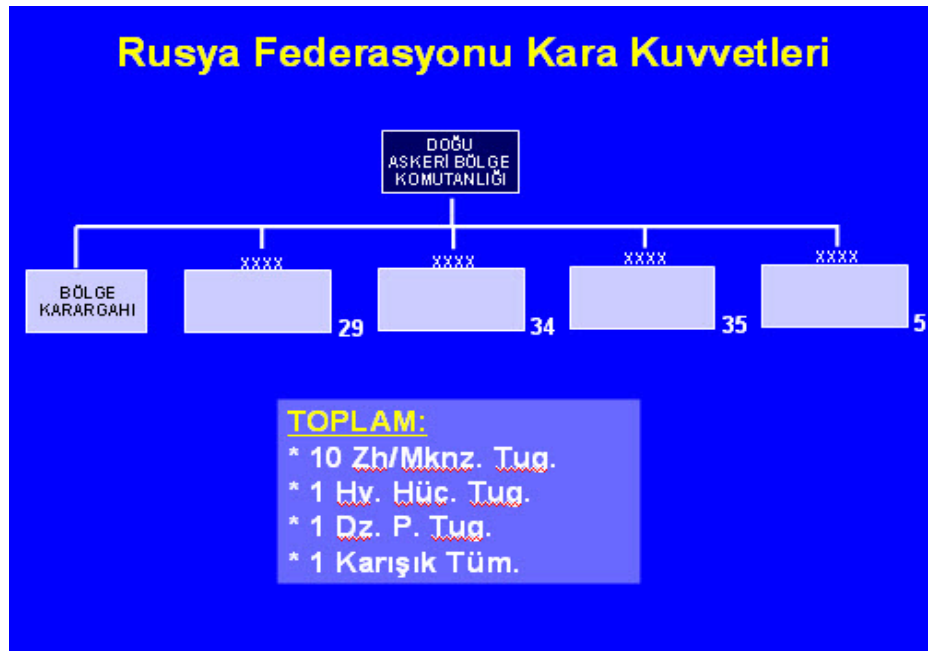 Rusya Federasyonu Kara Kuvvetleri
DOĞU
ASKERİ BÖLGE
KOMUTANLIĞI
XXXX
XXXX
XXXX
XXXX
BÖLGE
KARARGAHI
29
34
35
5
TOPLAM:
* 10 Zh/Mknz. Tug.
* 1 Hv. Hüc. Tug.
* 1 Dz. P. Tug.
* 1 Karışık Tüm.